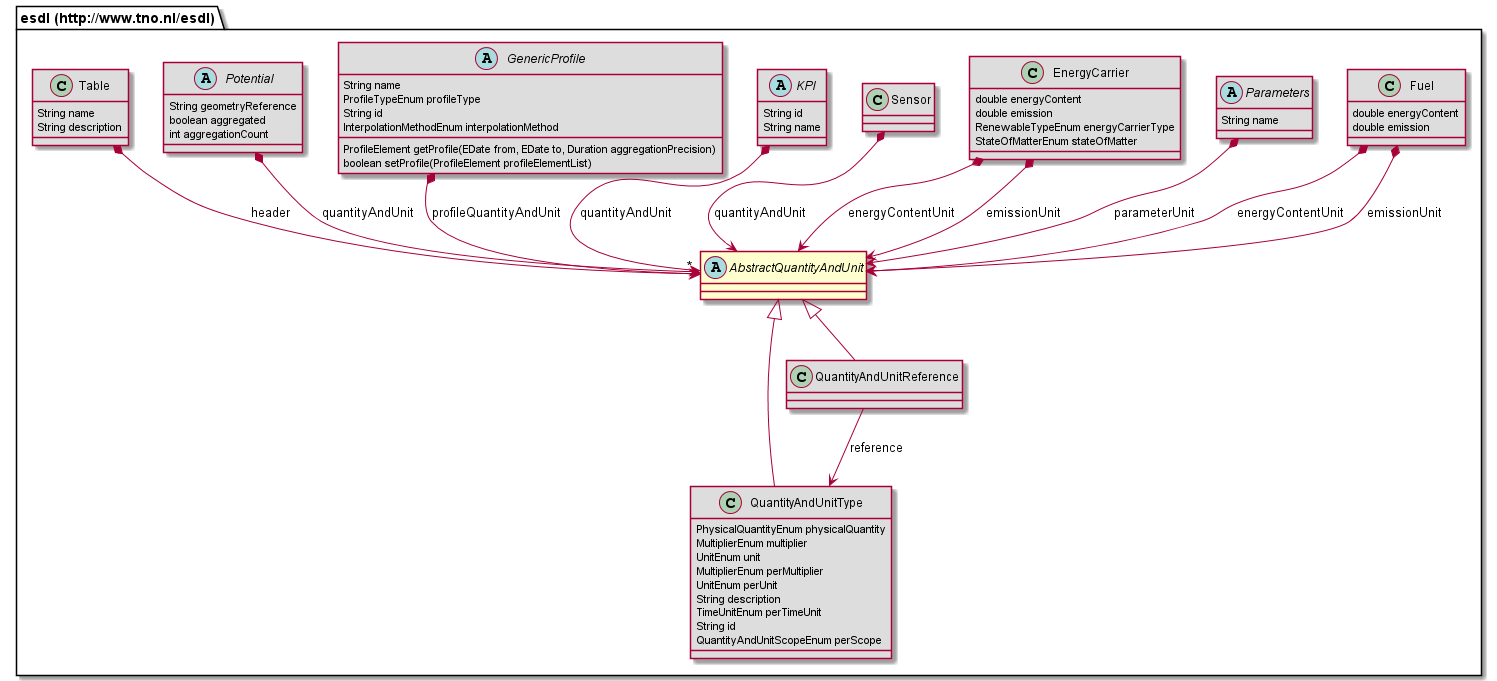 esdl (http://www.tno.nl/esdl)
C Table
String name
String description
A Potential
String geometryReference
boolean aggregated
int aggregationCount
A GenericProfile
String name
ProfileTypeEnum profileType
String id
InterpolationMethodEnum interpolationMethod
ProfileElement getProfile(EDate from, EDate to, Duration aggregationPrecision)
boolean setProfile(ProfileElement profileElementList)
A KPI
String id
String name
C Sensor
C EnergyCarrier
double energyContent
double emission
RenewableTypeEnum energyCarrierType
StateOfMatterEnum stateOfMatter
A Parameters
String name
C Fuel
double energyContent
double emission
header
quantityAndUnit
profileQuantityAndUnit
quantityAndUnit
quantityAndUnit
energyContentUnit
emissionUnit
parameterUnit
energyContentUnit
emissionUnit
*
A AbstractQuantityAndUnit
C QuantityAndUnitReference
reference
C QuantityAndUnitType
PhysicalQuantityEnum physicalQuantity
MultiplierEnum multiplier
UnitEnum unit
MultiplierEnum perMultiplier
UnitEnum perUnit
String description
TimeUnitEnum perTimeUnit
String id
QuantityAndUnitScopeEnum perScope